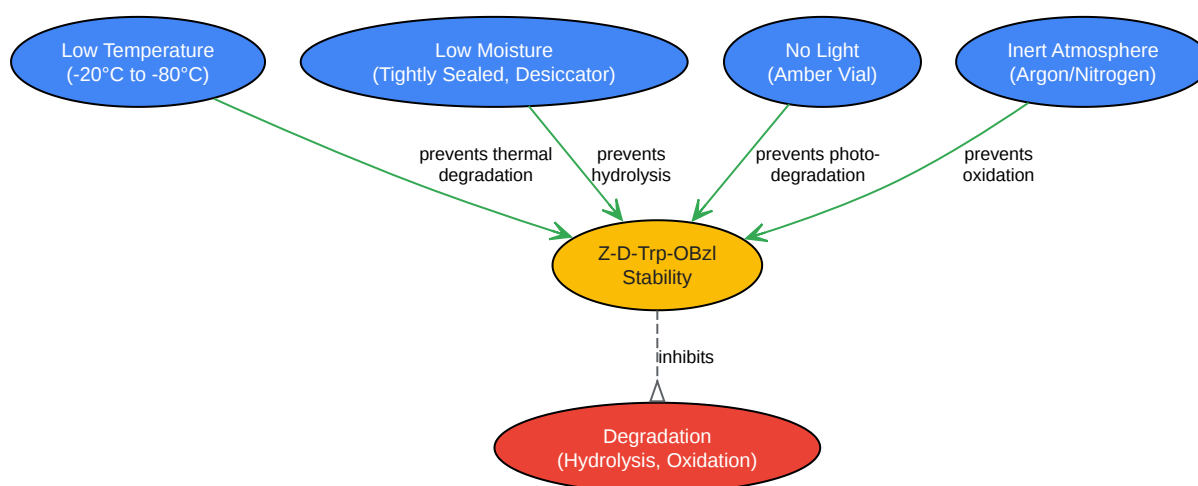 Low Temperature
(-20°C to -80°C)
Low Moisture
(Tightly Sealed, Desiccator)
No Light
(Amber Vial)
Inert Atmosphere
(Argon/Nitrogen)
prevents thermal
degradation
prevents
hydrolysis
prevents photo-
degradation
prevents
oxidation
Z-D-Trp-OBzl
Stability
inhibits
Degradation
(Hydrolysis, Oxidation)